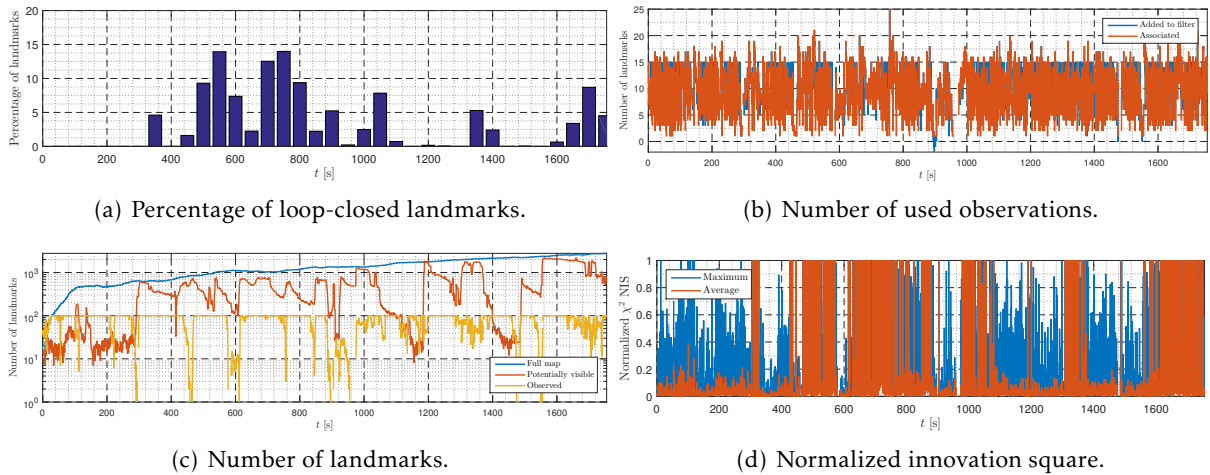 20
15
10
5
0
Percentage of landmarks
0 200 400 600 800 1000 1200 1400 1600
t [s]
(a) Percentage of loop-closed landmarks.
25
20
15
10
5
0
Number of landmarks
Added to filter
Associated
0 200 400 600 800 1000 1200 1400 1600
t [s]
(b) Number of used observations.
10³
10²
10¹
10⁰
Number of landmarks
Full map
Potentially visible
Observed
0 200 400 600 800 1000 1200 1400 1600
t [s]
(c) Number of landmarks.
1
0.8
0.6
0.4
0.2
0
Normalized χ² NIS
Maximum
Average
0 200 400 600 800 1000 1200 1400 1600
t [s]
(d) Normalized innovation square.